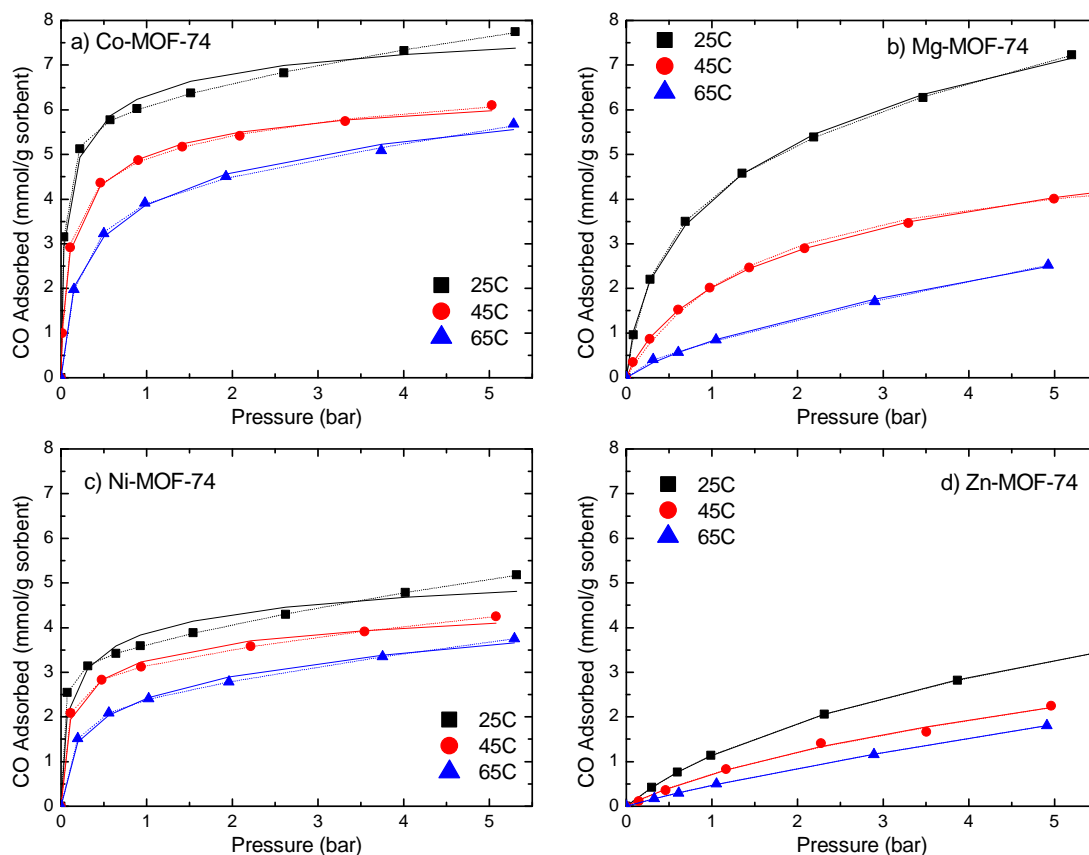 a) Co-MOF-74
CO Adsorbed (mmol/g sorbent)
8
7
6
5
4
3
2
1
0
25C
45C
65C
0 1 2 3 4 5
Pressure (bar)
b) Mg-MOF-74
CO Adsorbed (mmol/g sorbent)
8
7
6
5
4
3
2
1
0
25C
45C
65C
0 1 2 3 4 5
Pressure (bar)
c) Ni-MOF-74
CO Adsorbed (mmol/g sorbent)
8
7
6
5
4
3
2
1
0
25C
45C
65C
0 1 2 3 4 5
Pressure (bar)
d) Zn-MOF-74
CO Adsorbed (mmol/g sorbent)
8
7
6
5
4
3
2
1
0
25C
45C
65C
0 1 2 3 4 5
Pressure (bar)